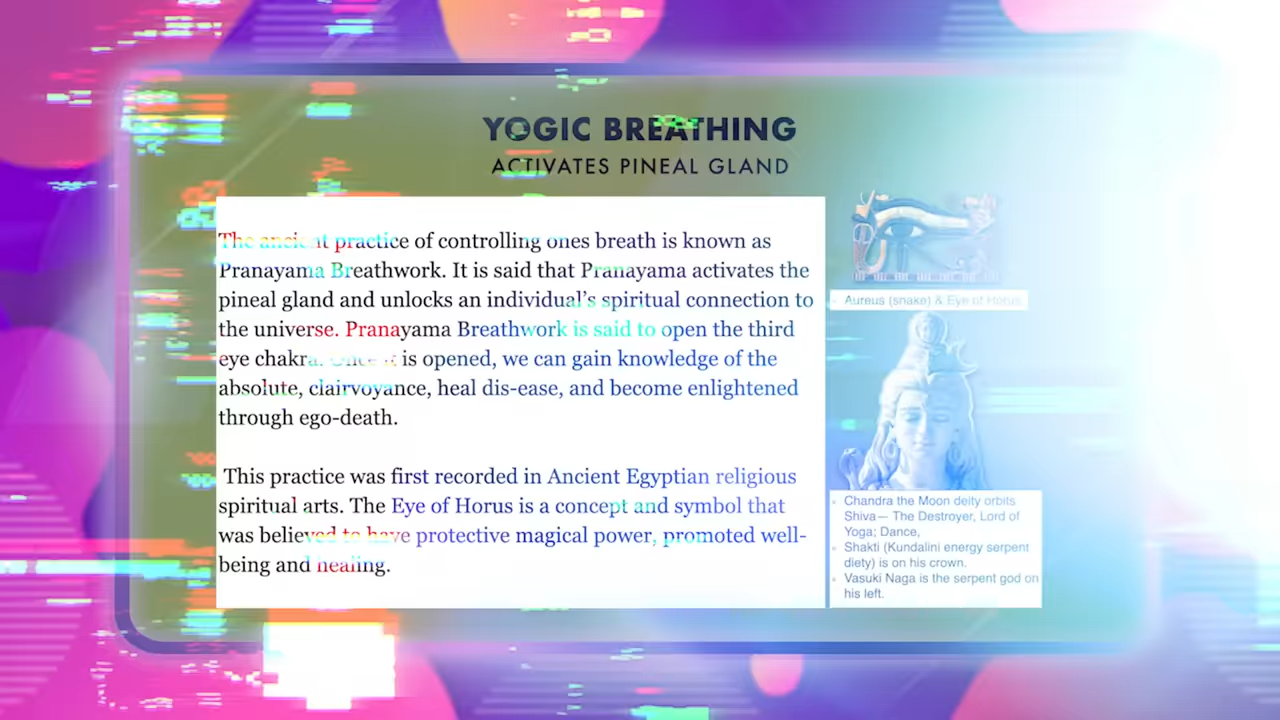 YOGIC BREATHING
ACTIVATES PINEAL GLAND
The ancient practice of controlling ones breath is known as
Pranayama Breathwork. It is said that Pranayama activates the
pineal gland and unlocks an individual’s spiritual connection to
the universe. Pranayama Breathwork is said to open the third
eye chakra. Once it is opened, we can gain knowledge of the
absolute, clairvoyance, heal dis-ease, and become enlightened
through ego-death.
This practice was first recorded in Ancient Egyptian religious
spiritual arts. The Eye of Horus is a concept and symbol that
was believed to have protective magical power, promoted well-
being and healing.
Aureus (snake) & Eye of Horus
Chandra the Moon deity orbits
Shiva— The Destroyer, Lord of
Yoga; Dance,
Shakti (Kundalini energy serpent
diety) is on his crown.
Vasuki Naga is the serpent god on
his left.